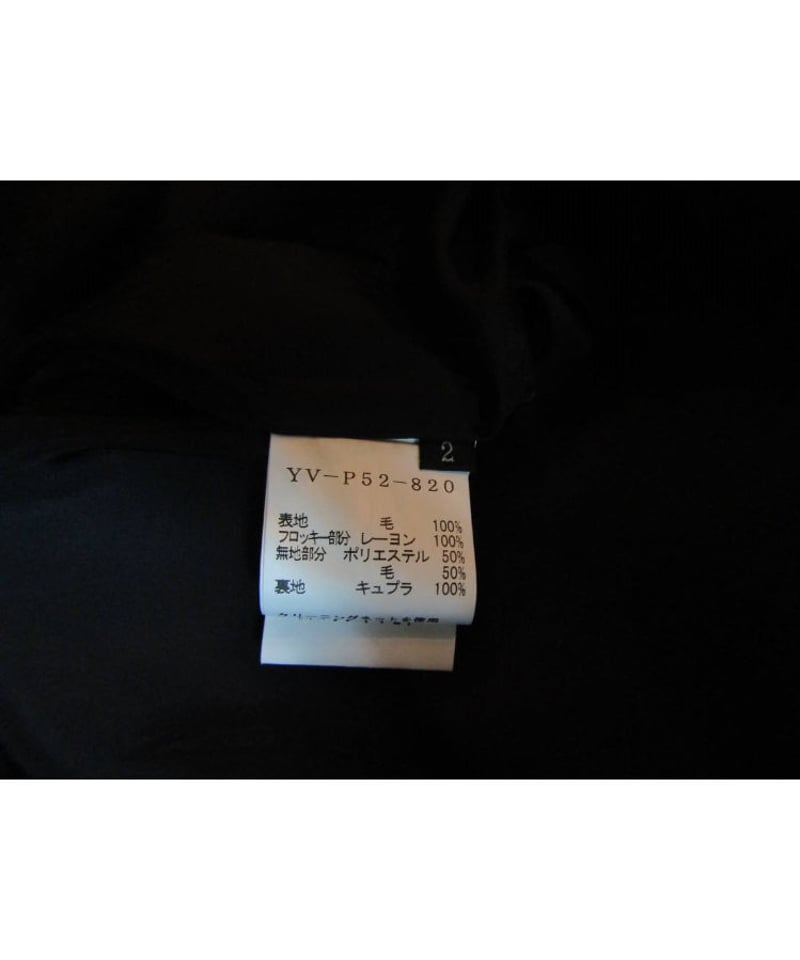 2
YV-P52-820
表地 毛 100%
フロッキー部分 レーヨン 100%
無地部分 ポリエステル 50%
毛 50%
裏地 キュプラ 100%